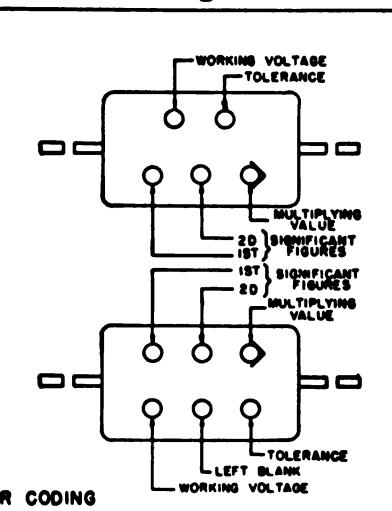 WORKING VOLTAGE
TOLERANCE
MULTIPLYING
VALUE
2D
1ST
SIGNIFICANT
FIGURES
1ST
2D
SIGNIFICANT
FIGURES
MULTIPLYING
VALUE
TOLERANCE
LEFT BLANK
WORKING VOLTAGE
R CODING